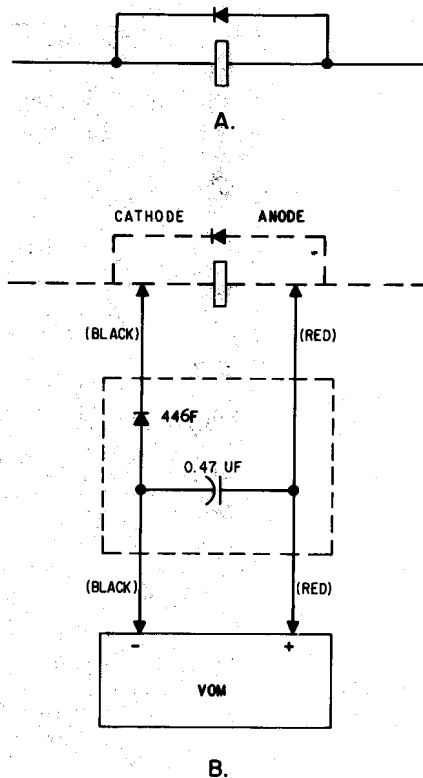 A.
CATHODE ANODE
(BLACK) (RED)
446F
0.47 UF
(BLACK) (RED)
- +
VOM
B.